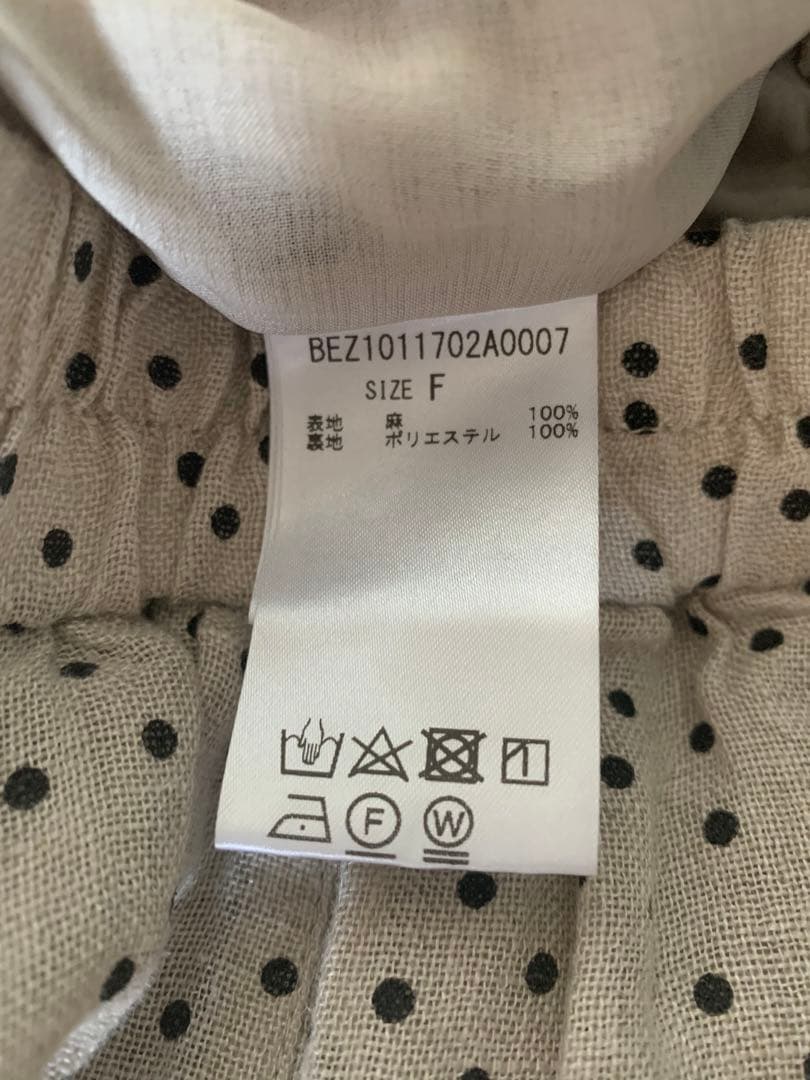 BEZ1011702A0007
SIZE F
表地 麻 100%
裏地 ポリエステル 100%
F W